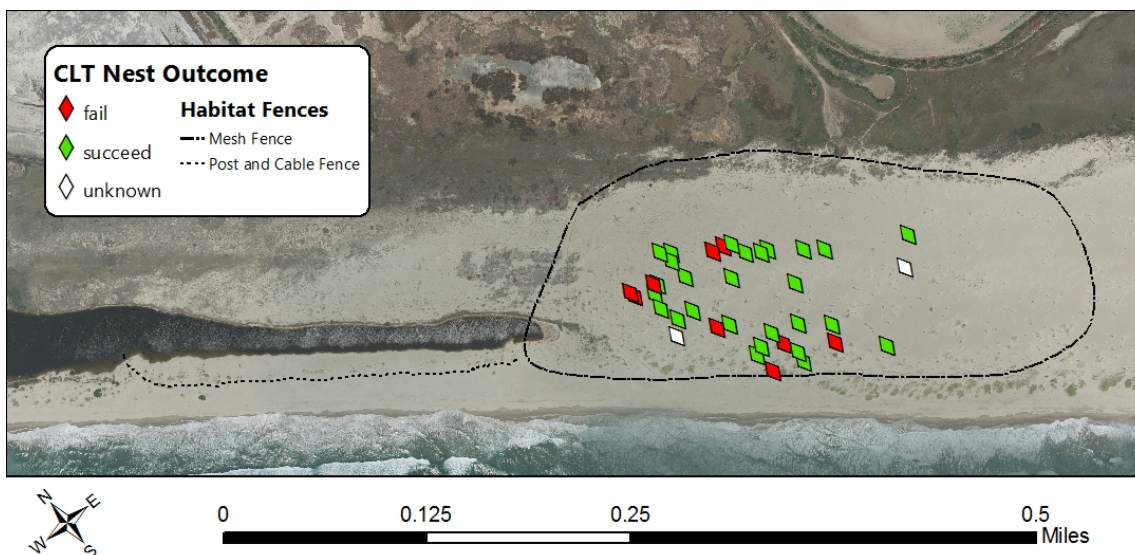 CLT Nest Outcome
fail
succeed
unknown
Habitat Fences
Mesh Fence
Post and Cable Fence
N
E
W
S
0 0.125 0.25 0.5
Miles